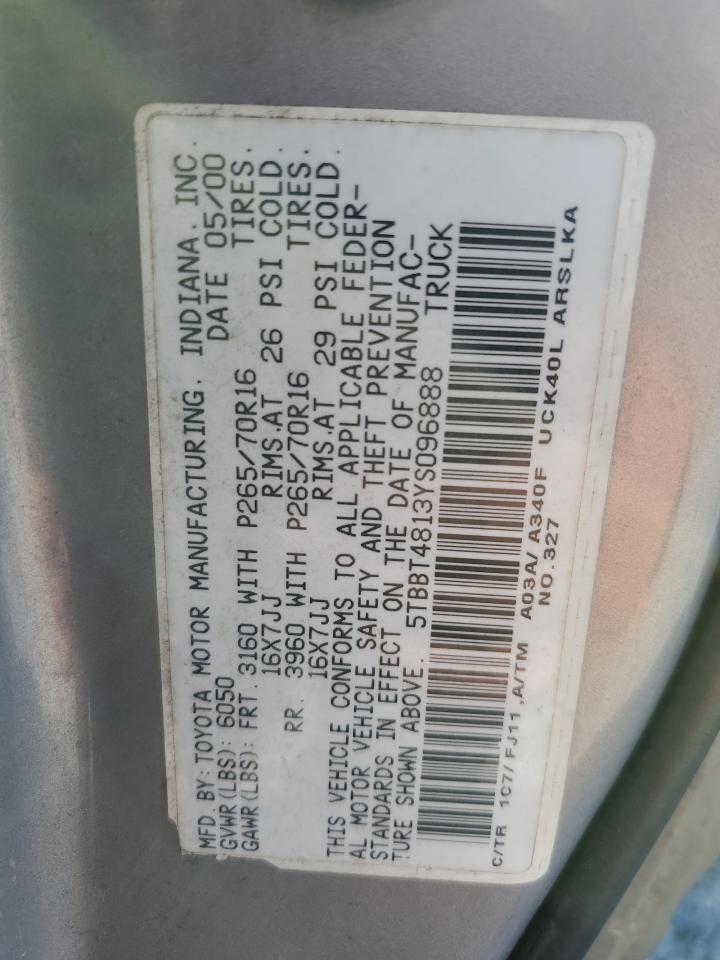 MFD. BY: TOYOTA MOTOR MANUFACTURING, INDIANA, INC.
GVWR(LBS): 6050 DATE 05/00
GAWR(LBS): FRT. 3160 WITH P265/70R16 TIRES,
16X7JJ RIMS,AT 26 PSI COLD.
RR. 3960 WITH P265/70R16 TIRES,
16X7JJ RIMS,AT 29 PSI COLD.
THIS VEHICLE CONFORMS TO ALL APPLICABLE FEDER-
AL MOTOR VEHICLE SAFETY AND THEFT PREVENTION
STANDARDS IN EFFECT ON THE DATE OF MANUFAC-
TURE SHOWN ABOVE. 5TBBT4813YS096888 TRUCK
C/TR 1C7/FJ11 ,A/TM A03A/A340F UCK40L ARSLKA
NO.327